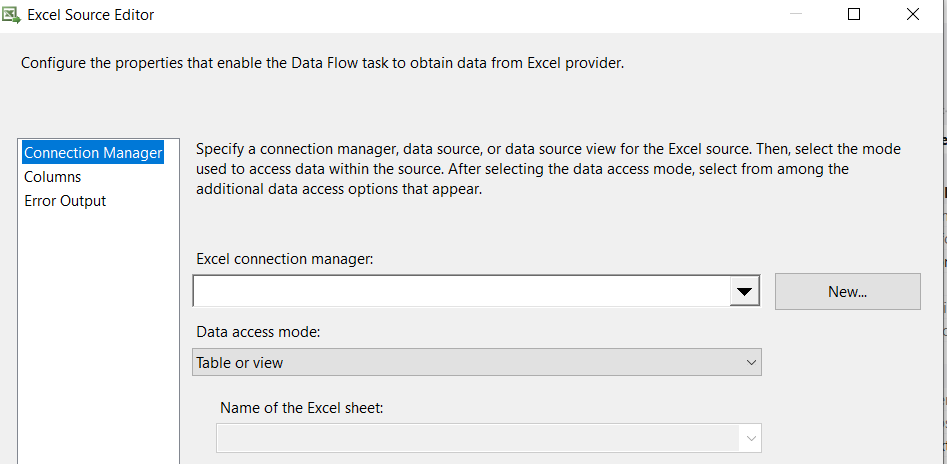 Excel Source Editor
Configure the properties that enable the Data Flow task to obtain data from Excel provider.
Connection Manager
Columns
Error Output
Specify a connection manager, data source, or data source view for the Excel source. Then, select the mode
used to access data within the source. After selecting the data access mode, select from among the
additional data access options that appear.
Excel connection manager:
New...
Data access mode:
Table or view
Name of the Excel sheet: